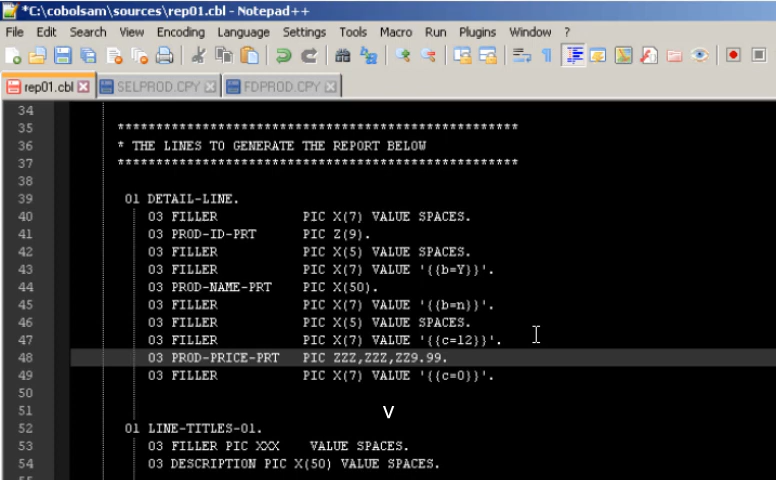 *C:\cobolsam\sources\rep01.cbl - Notepad++
File Edit Search View Encoding Language Settings Tools Macro Run Plugins Window ?
rep01.cbl SELPROD.CPY FDPROD.CPY
34
35 ****************************************************
36 * THE LINES TO GENERATE THE REPORT BELOW
37 ****************************************************
38
39 01 DETAIL-LINE.
40 03 FILLER PIC X(7) VALUE SPACES.
41 03 PROD-ID-PRT PIC Z(9).
42 03 FILLER PIC X(5) VALUE SPACES.
43 03 FILLER PIC X(7) VALUE '{{b=Y}}'.
44 03 PROD-NAME-PRT PIC X(50).
45 03 FILLER PIC X(7) VALUE '{{b=n}}'.
46 03 FILLER PIC X(5) VALUE SPACES.
47 03 FILLER PIC X(7) VALUE '{{c=12}}'.
48 03 PROD-PRICE-PRT PIC ZZZ,ZZZ,ZZ9.99.
49 03 FILLER PIC X(7) VALUE '{{c=0}}'.
50
51 V
52 01 LINE-TITLES-01.
53 03 FILLER PIC XXX VALUE SPACES.
54 03 DESCRIPTION PIC X(50) VALUE SPACES.